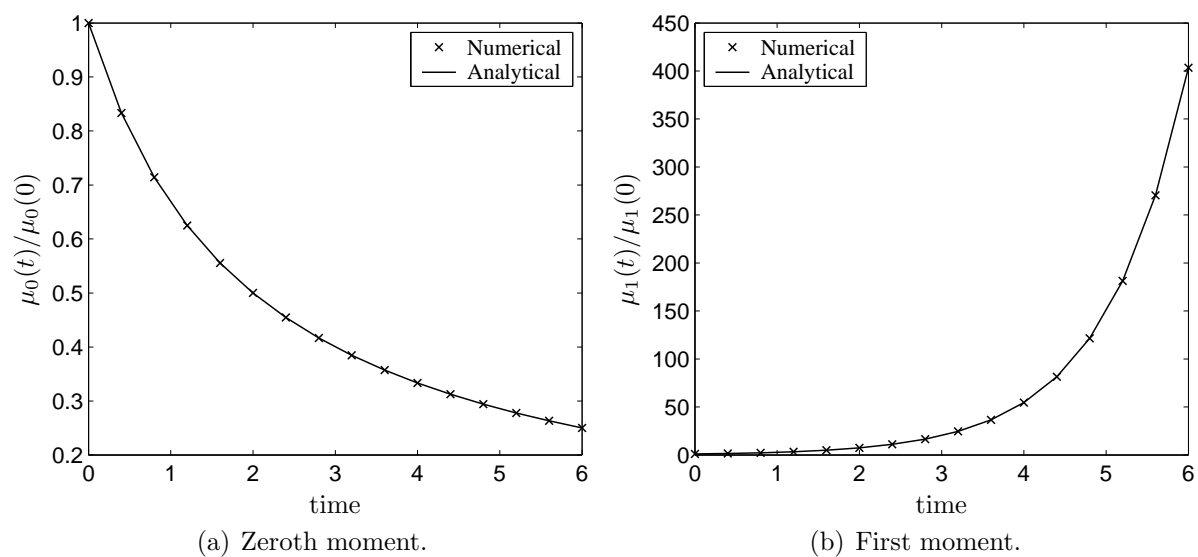 1
0.9
0.8
0.7
0.6
0.5
0.4
0.3
0.2
0 1 2 3 4 5 6
μ₀(t)/μ₀(0)
time
Numerical
Analytical
(a) Zeroth moment.
450
400
350
300
250
200
150
100
50
0
0 1 2 3 4 5 6
μ₁(t)/μ₁(0)
time
Numerical
Analytical
(b) First moment.